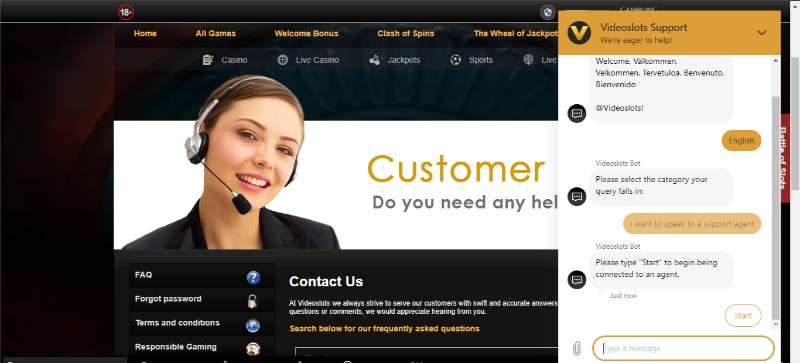 18+
GAMBLING
Home All Games Welcome Bonus Clash of Spins The Wheel of Jackpot
Casino Live Casino Jackpots Sports Live
Customer
Do you need any hel
FAQ
Forgot password
Terms and conditions
Responsible Gaming
Contact Us
At Videoslots we always strive to serve our customers with swift and accurate answers
questions or comments, we would appreciate hearing from you.
Search below for our frequently asked questions
Battle of Slots
Videoslots Support
We're eager to help!
Welcome, Välkommen,
Velkommen, Tervetuloa, Benvenuto,
Bienvenido
@Videoslots!
English
Videoslots Bot
Please select the category your
query falls in:
i want to speak to a support agent
Videoslots Bot
Please type "Start" to begin being
connected to an agent.
Just now
Start
Type a message